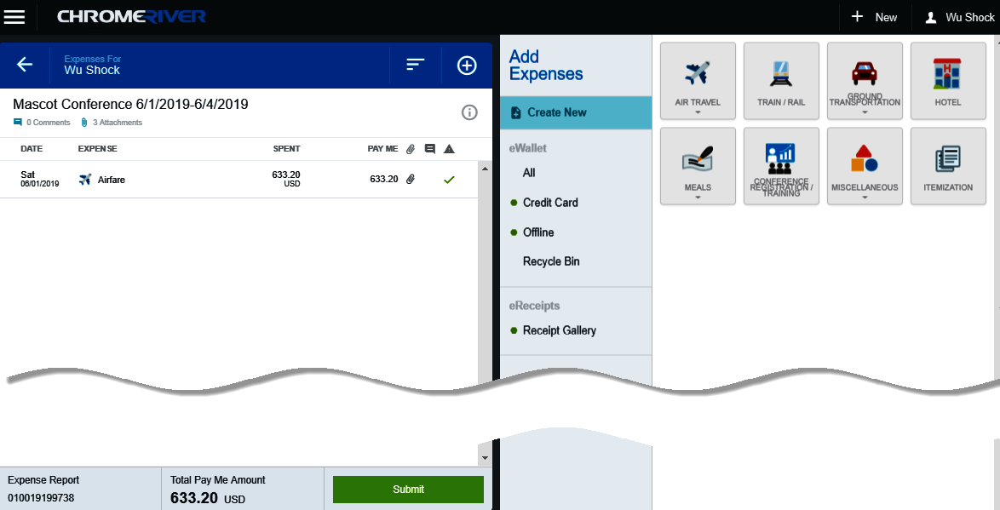 CHROMERIVER
New
Wu Shock
Expenses For
Wu Shock
Mascot Conference 6/1/2019-6/4/2019
0 Comments 3 Attachments
DATE EXPENSE SPENT PAY ME
Sat
06/01/2019
Airfare
633.20
USD
633.20
Expense Report
010019199738
Total Pay Me Amount
633.20 USD
Submit
Add
Expenses
Create New
eWallet
All
Credit Card
Offline
Recycle Bin
eReceipts
Receipt Gallery
AIR TRAVEL
TRAIN / RAIL
GROUND
TRANSPORTATION
HOTEL
MEALS
CONFERENCE
REGISTRATION /
TRAINING
MISCELLANEOUS
ITEMIZATION